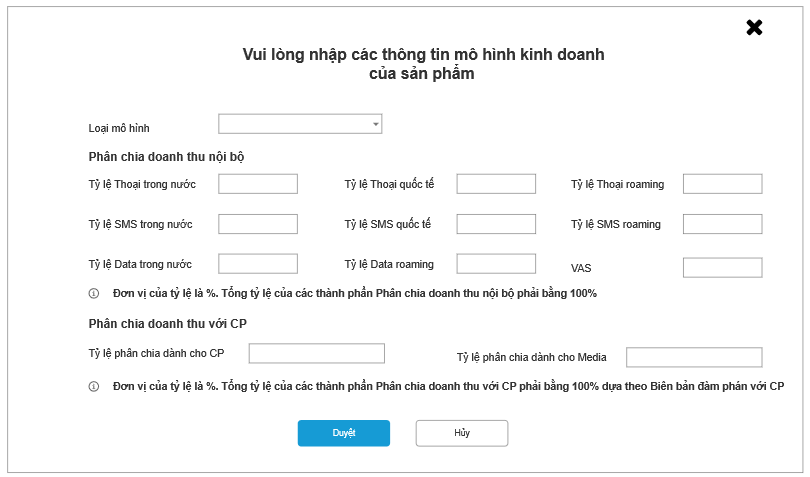 Vui lòng nhập các thông tin mô hình kinh doanh
của sản phẩm
Loại mô hình
Phân chia doanh thu nội bộ
Tỷ lệ Thoại trong nước
Tỷ lệ Thoại quốc tế
Tỷ lệ Thoại roaming
Tỷ lệ SMS trong nước
Tỷ lệ SMS quốc tế
Tỷ lệ SMS roaming
Tỷ lệ Data trong nước
Tỷ lệ Data roaming
VAS
Đơn vị của tỷ lệ là %. Tổng tỷ lệ của các thành phần Phân chia doanh thu nội bộ phải bằng 100%
Phân chia doanh thu với CP
Tỷ lệ phân chia dành cho CP
Tỷ lệ phân chia dành cho Media
Đơn vị của tỷ lệ là %. Tổng tỷ lệ của các thành phần Phân chia doanh thu với CP phải bằng 100% dựa theo Biên bản đàm phán với CP
Duyệt
Hủy